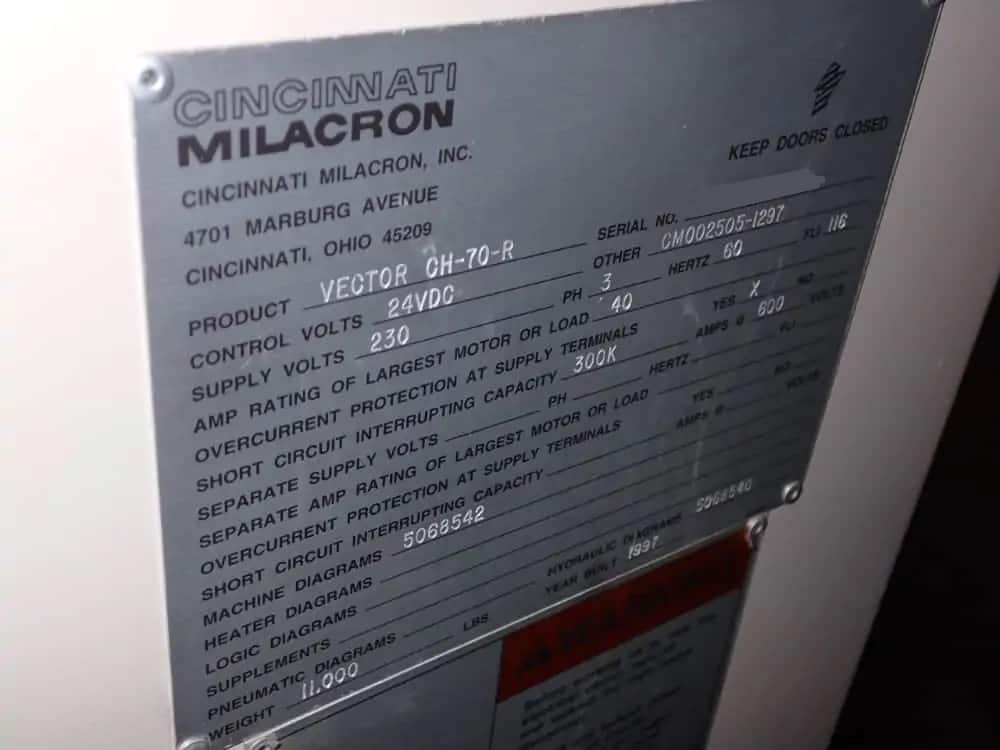 CINCINNATI
MILACRON
CINCINNATI MILACRON, INC.
4701 MARBURG AVENUE
CINCINNATI, OHIO 45209
KEEP DOORS CLOSED
PRODUCT VECTOR CH-70-R SERIAL NO.
CONTROL VOLTS 24VDC OTHER CM002505-1297
SUPPLY VOLTS 230 PH 3 HERTZ 60 FLI 116
AMP RATING OF LARGEST MOTOR OR LOAD 40
OVERCURRENT PROTECTION AT SUPPLY TERMINALS YES X NO
SHORT CIRCUIT INTERRUPTING CAPACITY 300K AMPS @ 600 VOLTS
SEPARATE SUPPLY VOLTS PH HERTZ FLI
SEPARATE AMP RATING OF LARGEST MOTOR OR LOAD
OVERCURRENT PROTECTION AT SUPPLY TERMINALS YES NO
SHORT CIRCUIT INTERRUPTING CAPACITY AMPS @ VOLTS
MACHINE DIAGRAMS 5068542
HEATER DIAGRAMS
LOGIC DIAGRAMS
SUPPLEMENTS
PNEUMATIC DIAGRAMS HYDRAULIC DIAGRAMS 5068540
WEIGHT 11,000 LBS. YEAR BUILT 1997
WARNING